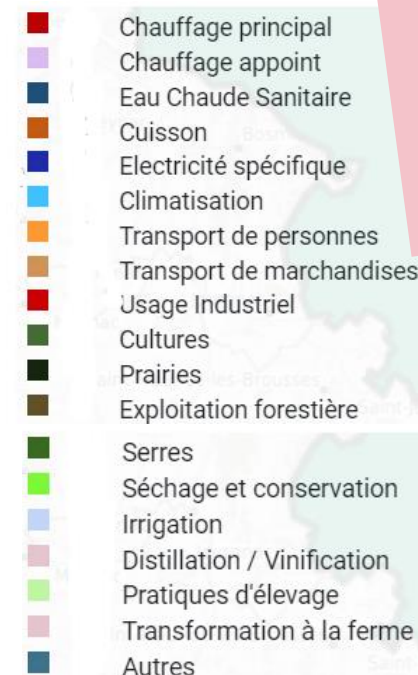 Chauffage principal
Chauffage appoint
Eau Chaude Sanitaire
Cuisson
Electricité spécifique
Climatisation
Transport de personnes
Transport de marchandises
Usage Industriel
Cultures
Prairies
Exploitation forestière
Serres
Séchage et conservation
Irrigation
Distillation / Vinification
Pratiques d'élevage
Transformation à la ferme
Autres